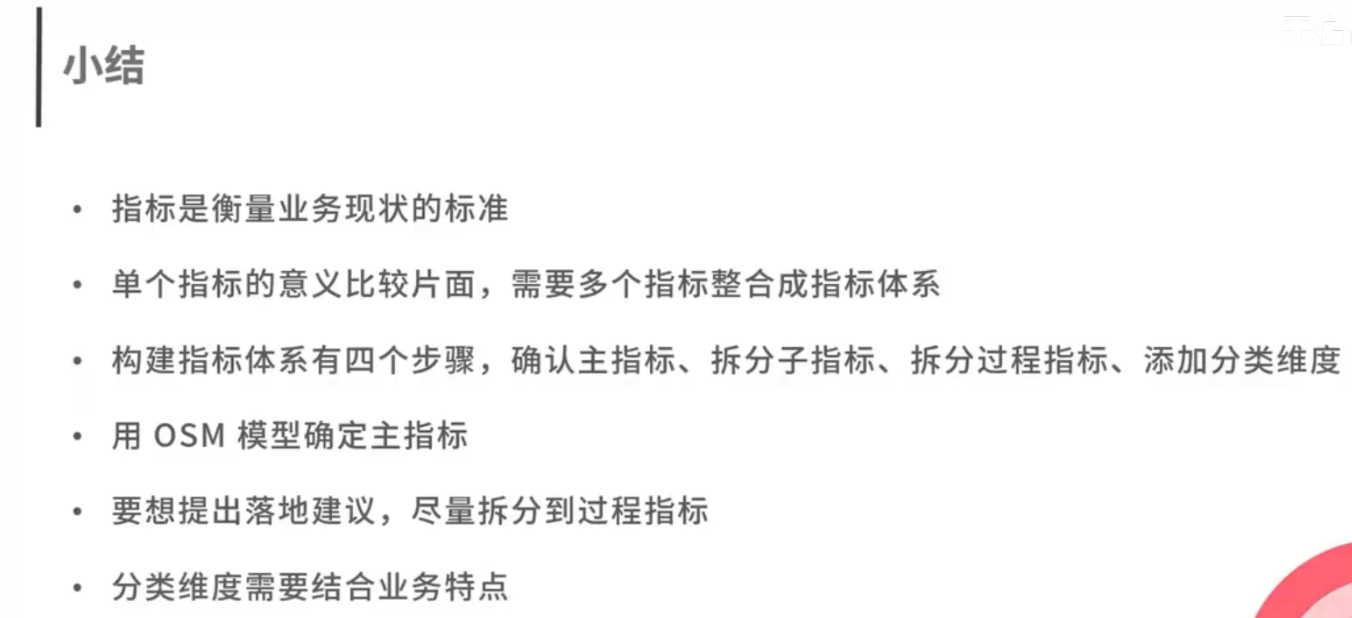 小结
• 指标是衡量业务现状的标准
• 单个指标的意义比较片面，需要多个指标整合成指标体系
• 构建指标体系有四个步骤，确认主指标、拆分子指标、拆分过程指标、添加分类维度
• 用 OSM 模型确定主指标
• 要想提出落地建议，尽量拆分到过程指标
• 分类维度需要结合业务特点